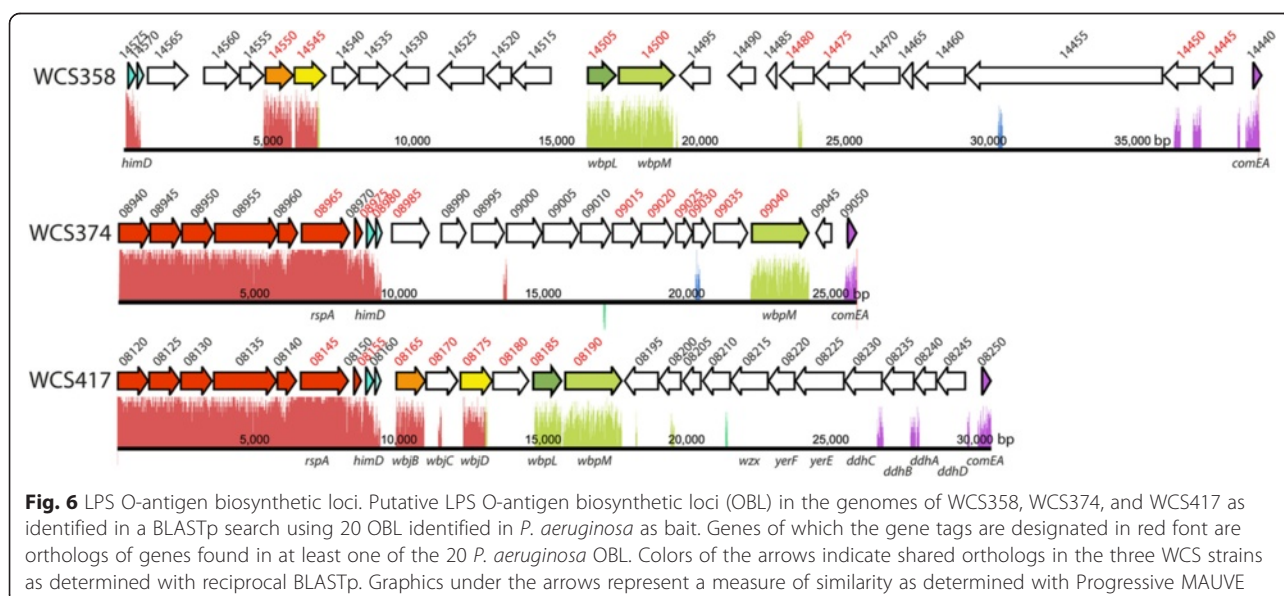 14575 14570 14565 14560 14555 14550 14545 14540 14535 14530 14525 14520 14515 14505 14500 14495 14490 14485 14480 14475 14470 14465 14460 14455 14450 14445 14440
WCS358
5,000 10,000 15,000 20,000 25,000 30,000 35,000 bp
himD wbpL wbpM comEA
08940 08945 08950 08955 08960 08965 08970 08975 08980 08985 08990 08995 09000 09005 09010 09015 09020 09025 09030 09035 09040 09045 09050
WCS374
5,000 10,000 15,000 20,000 25,000 bp
rspA himD wbpM comEA
08120 08125 08130 08135 08140 08145 08150 08155 08160 08165 08170 08175 08180 08185 08190 08195 08200 08205 08210 08215 08220 08225 08230 08235 08240 08245 08250
WCS417
5,000 10,000 15,000 20,000 25,000 30,000 bp
rspA himD wbjB wbjC wbjD wbpL wbpM wzx yerF yerE ddhC ddhB ddhA ddhD comEA
Fig. 6 LPS O-antigen biosynthetic loci. Putative LPS O-antigen biosynthetic loci (OBL) in the genomes of WCS358, WCS374, and WCS417 as
identified in a BLASTp search using 20 OBL identified in P. aeruginosa as bait. Genes of which the gene tags are designated in red font are
orthologs of genes found in at least one of the 20 P. aeruginosa OBL. Colors of the arrows indicate shared orthologs in the three WCS strains
as determined with reciprocal BLASTp. Graphics under the arrows represent a measure of similarity as determined with Progressive MAUVE